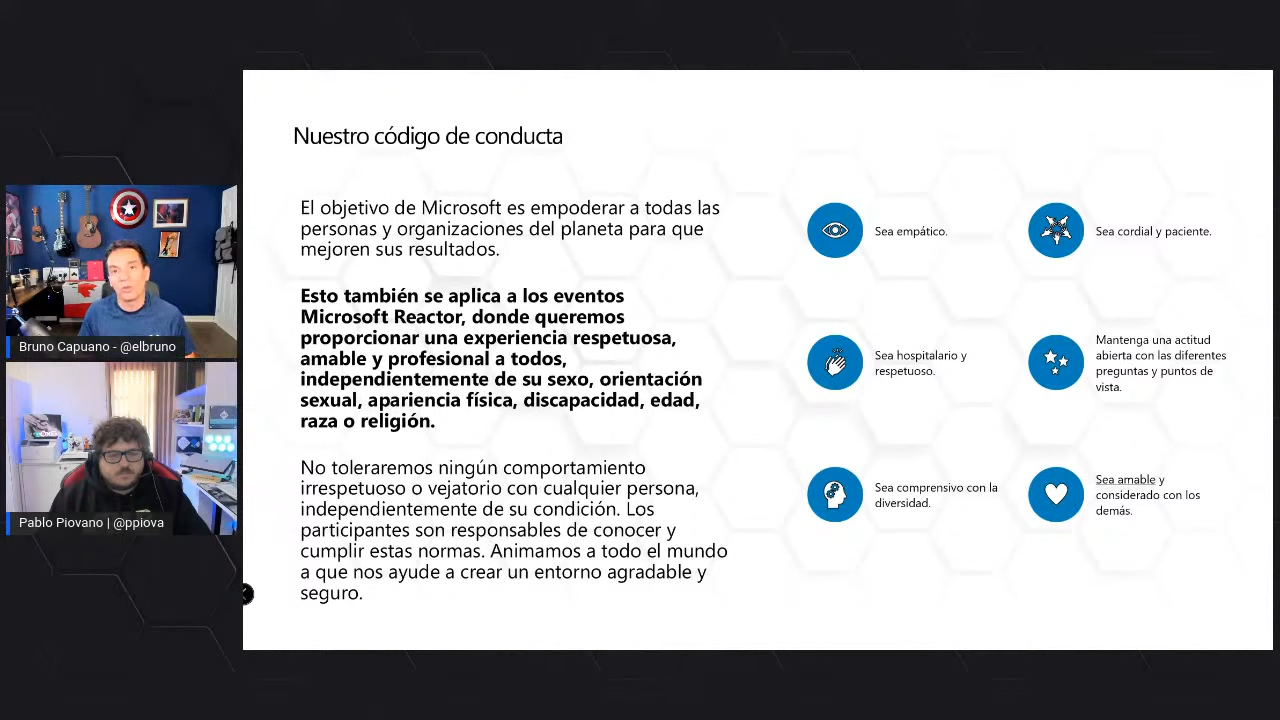 Nuestro código de conducta
El objetivo de Microsoft es empoderar a todas las
personas y organizaciones del planeta para que
mejoren sus resultados.
Esto también se aplica a los eventos
Microsoft Reactor, donde queremos
proporcionar una experiencia respetuosa,
amable y profesional a todos,
independientemente de su sexo, orientación
sexual, apariencia física, discapacidad, edad,
raza o religión.
No toleraremos ningún comportamiento
irrespetuoso o vejatorio con cualquier persona,
independientemente de su condición. Los
participantes son responsables de conocer y
cumplir estas normas. Animamos a todo el mundo
a que nos ayude a crear un entorno agradable y
seguro.
Sea empático.
Sea cordial y paciente.
Sea hospitalario y
respetuoso.
Mantenga una actitud
abierta con las diferentes
preguntas y puntos de
vista.
Sea comprensivo con la
diversidad.
Sea amable y
considerado con los
demás.
Bruno Capuano - @elbruno
Pablo Piovano | @ppiova